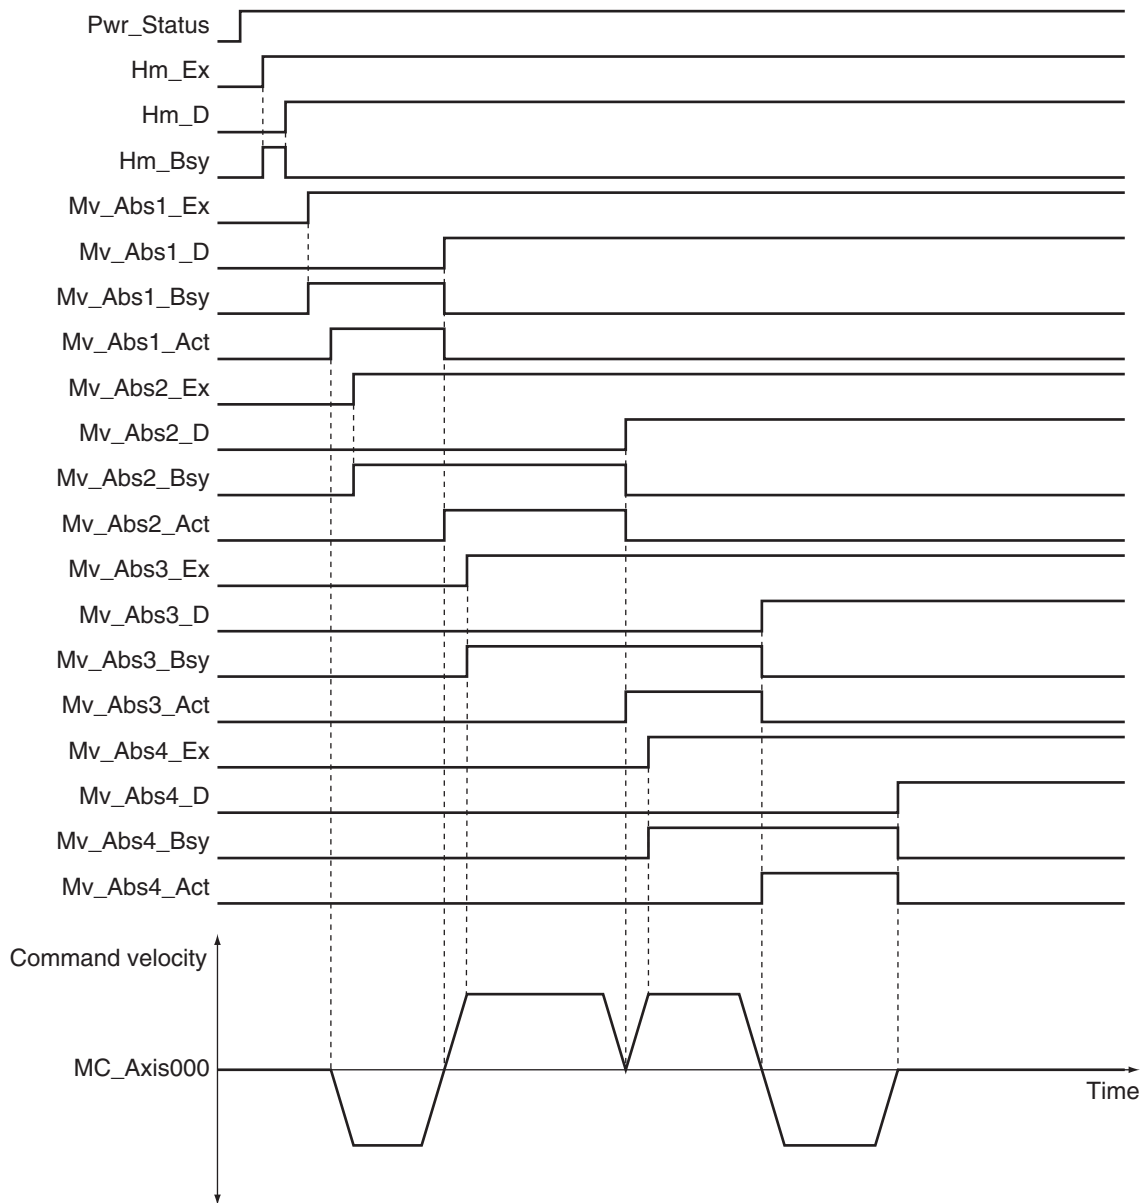 Pwr_Status
Hm_Ex
Hm_D
Hm_Bsy
Mv_Abs1_Ex
Mv_Abs1_D
Mv_Abs1_Bsy
Mv_Abs1_Act
Mv_Abs2_Ex
Mv_Abs2_D
Mv_Abs2_Bsy
Mv_Abs2_Act
Mv_Abs3_Ex
Mv_Abs3_D
Mv_Abs3_Bsy
Mv_Abs3_Act
Mv_Abs4_Ex
Mv_Abs4_D
Mv_Abs4_Bsy
Mv_Abs4_Act
Command velocity
MC_Axis000
Time